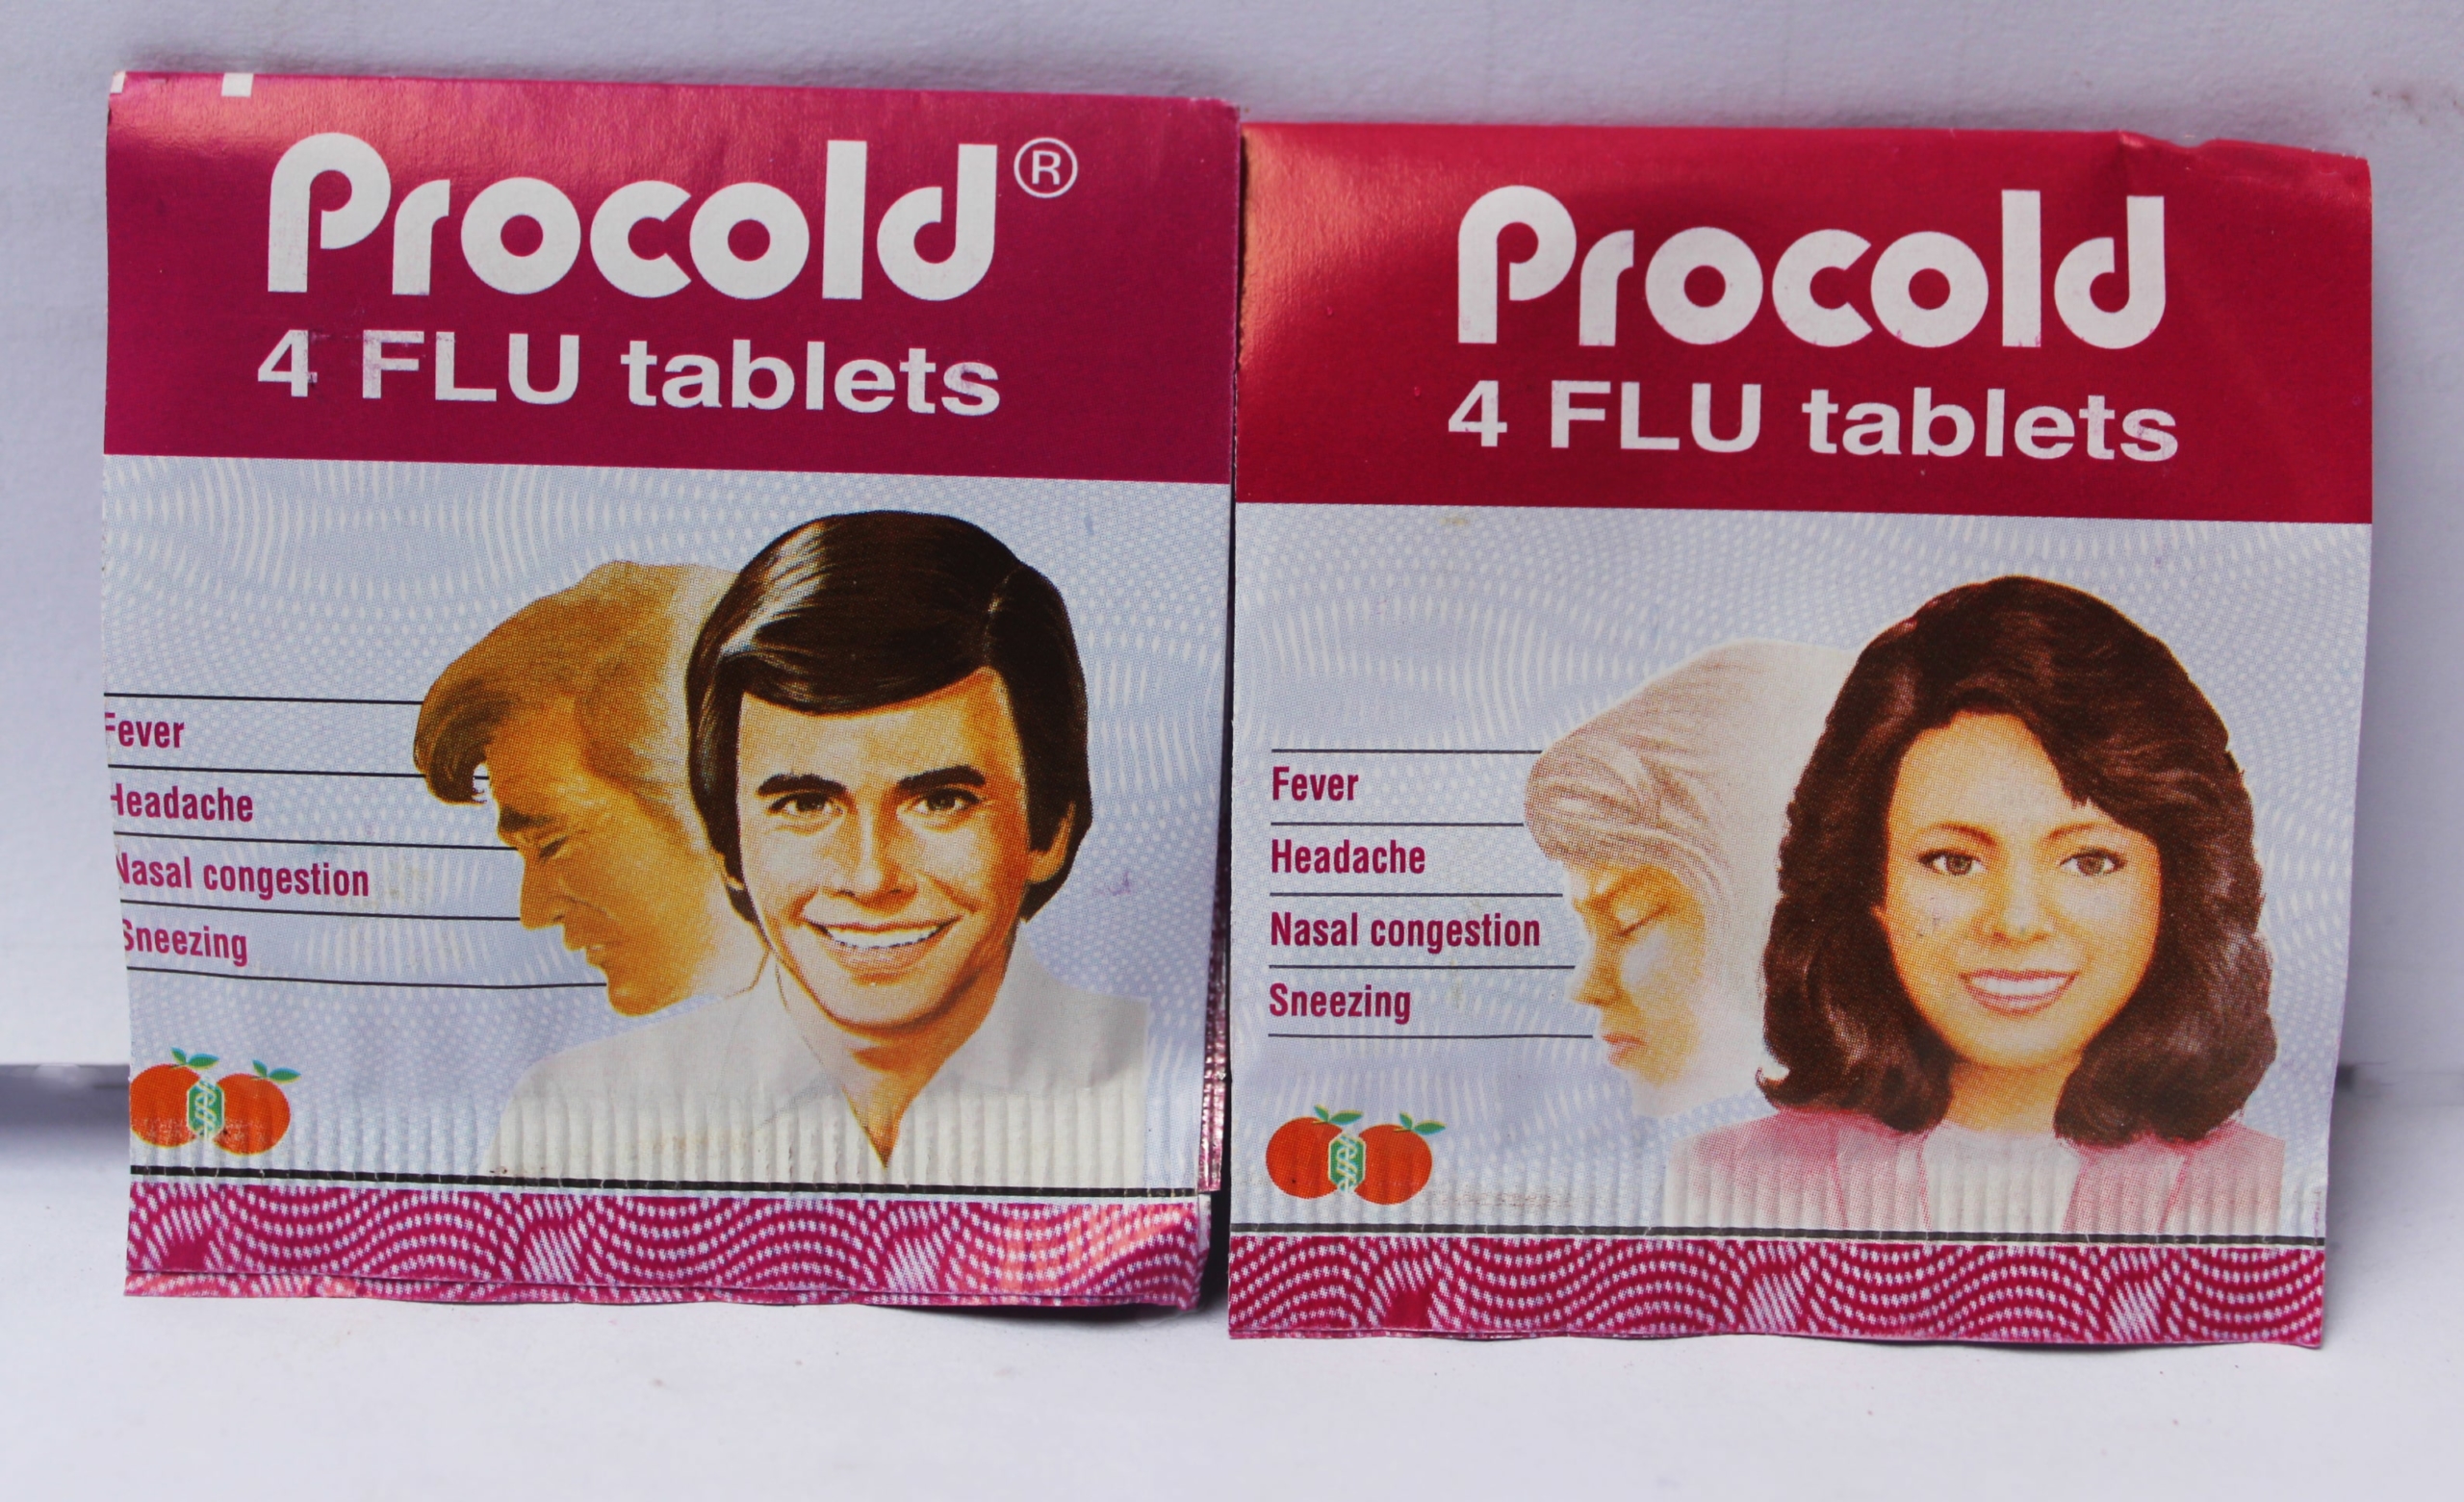 Procold®
4 FLU tablets
Fever
Headache
Nasal congestion
Sneezing
Procold
4 FLU tablets
Fever
Headache
Nasal congestion
Sneezing